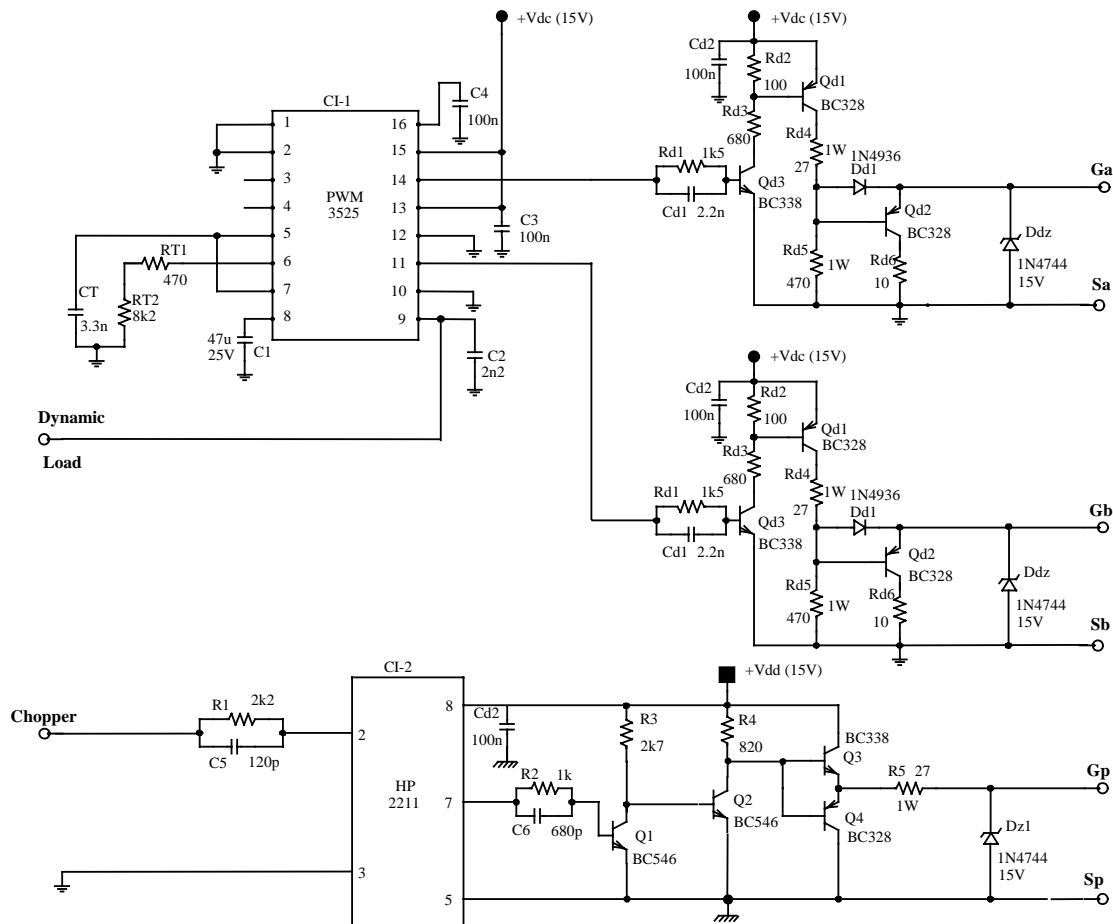 +Vdc (15V)
+Vdc (15V)
Cd2
100n
Rd2
100
Qd1
BC328
Rd3
680
Rd4
1W
27
1N4936
Dd1
Rd1
1k5
Cd1
2.2n
Qd3
BC338
Qd2
BC328
Rd5
1W
470
Rd6
10
Ddz
1N4744
15V
Ga
Sa
CI-1
C4
100n
1
2
3
4
5
6
7
8
PWM
3525
16
15
14
13
12
11
10
9
C3
100n
RT1
470
CT
3.3n
RT2
8k2
47u
25V
C1
C2
2n2
Dynamic
Load
+Vdc (15V)
Cd2
100n
Rd2
100
Qd1
BC328
Rd3
680
Rd4
1W
27
1N4936
Dd1
Rd1
1k5
Cd1
2.2n
Qd3
BC338
Qd2
BC328
Rd5
1W
470
Rd6
10
Ddz
1N4744
15V
Gb
Sb
CI-2
+Vdd (15V)
Chopper
R1
2k2
C5
120p
2
3
HP
2211
8
7
5
Cd2
100n
R2
1k
C6
680p
R3
2k7
Q1
BC546
R4
820
Q2
BC546
BC338
Q3
Q4
BC328
R5 27
1W
Dz1
1N4744
15V
Gp
Sp